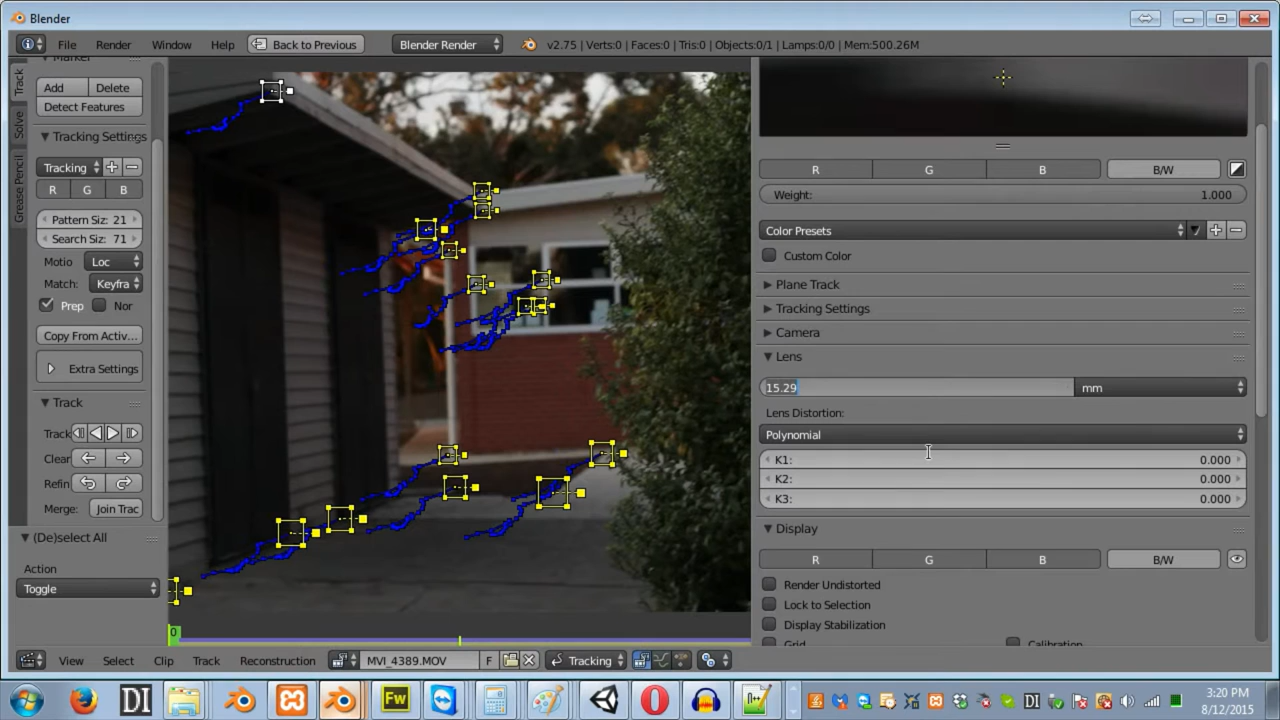 Blender
File Render Window Help Back to Previous Blender Render v2.75 | Verts:0 | Faces:0 | Tris:0 | Objects:0/1 | Lamps:0/0 | Mem:500.26M
Track
Solve
Grease Pencil
Marker
Add Delete
Detect Features
Tracking Settings
Tracking
R G B
Pattern Siz: 21
Search Siz: 71
Motio Loc
Match: Keyfra
Prep Nor
Copy From Activ...
Extra Settings
Track
Track
Clear
Refin
Merge: Join Trac
(De)select All
Action
Toggle
0
R G B B/W
Weight: 1.000
Color Presets
Custom Color
Plane Track
Tracking Settings
Camera
Lens
15.29 mm
Lens Distortion:
Polynomial
K1: 0.000
K2: 0.000
K3: 0.000
Display
R G B B/W
Render Undistorted
Lock to Selection
Display Stabilization
Grid Calibration
View Select Clip Track Reconstruction MVI_4389.MOV F Tracking
DI Fw DI
3:20 PM
8/12/2015